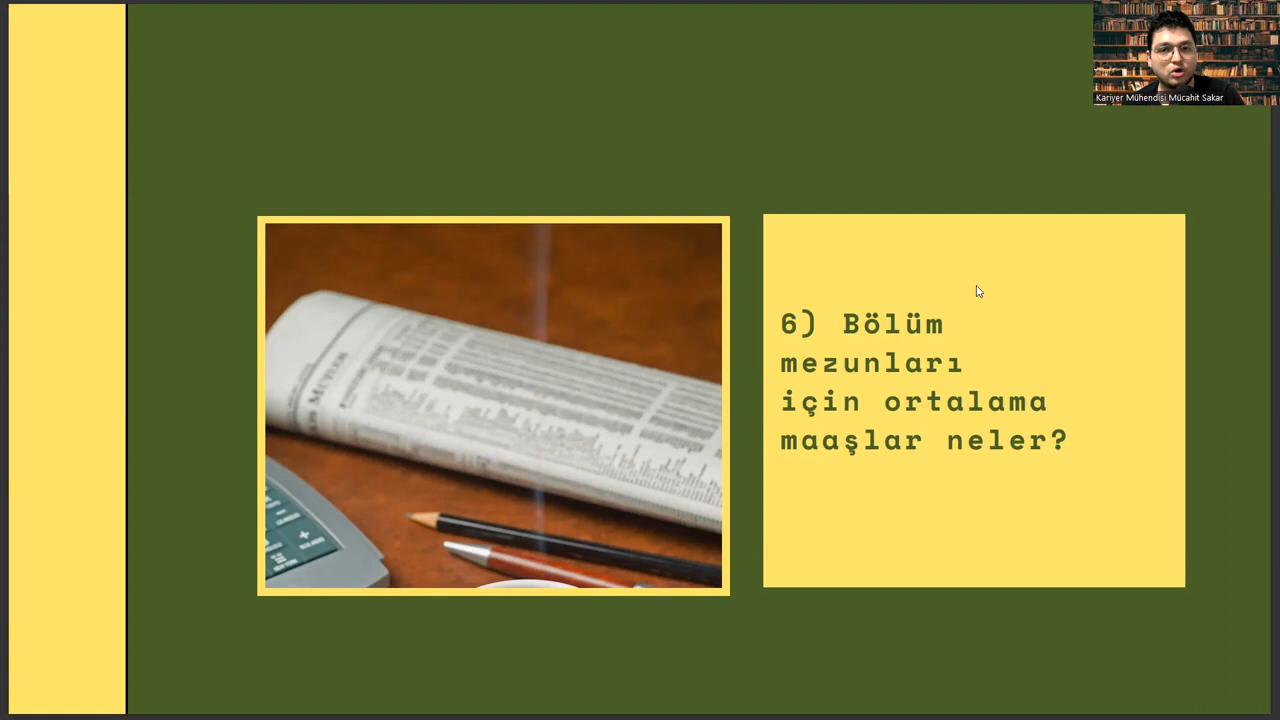 Kariyer Mühendisi Mücahit Sakar
6) Bölüm
mezunları
için ortalama
maaşlar neler?